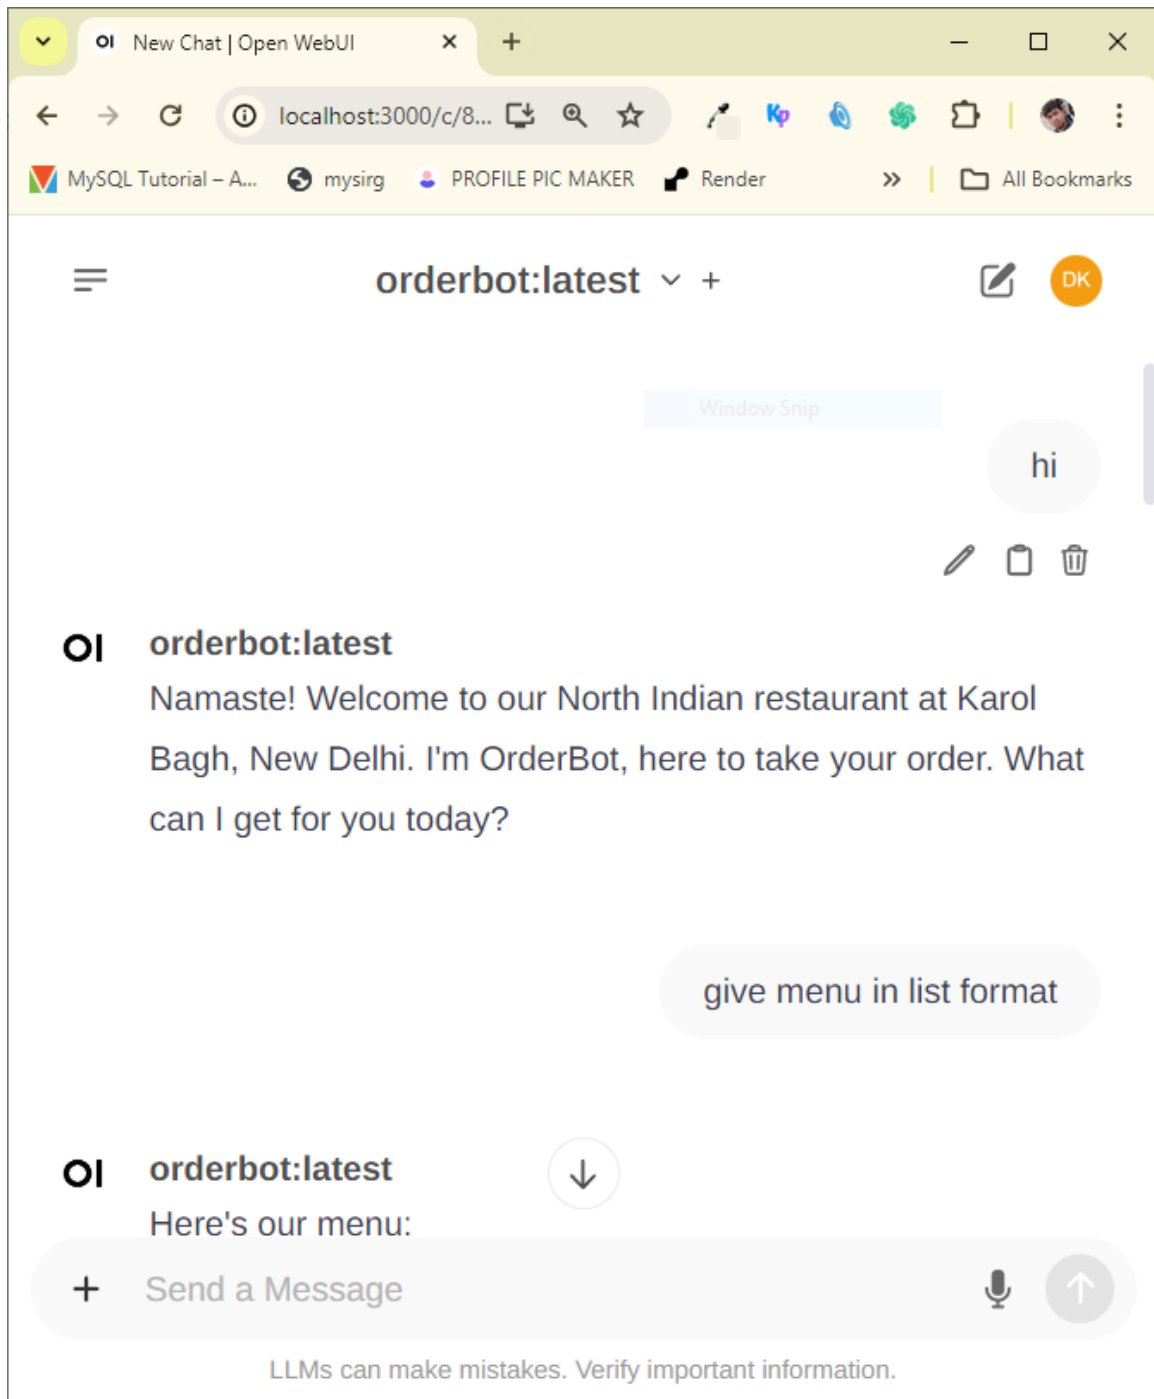 OI New Chat | Open WebUI
localhost:3000/c/8...
Kp
MySQL Tutorial – A... mysirg PROFILE PIC MAKER Render All Bookmarks
orderbot:latest
DK
Window Snip
hi
OI orderbot:latest
Namaste! Welcome to our North Indian restaurant at Karol
Bagh, New Delhi. I'm OrderBot, here to take your order. What
can I get for you today?
give menu in list format
OI orderbot:latest
Here's our menu:
Send a Message
LLMs can make mistakes. Verify important information.